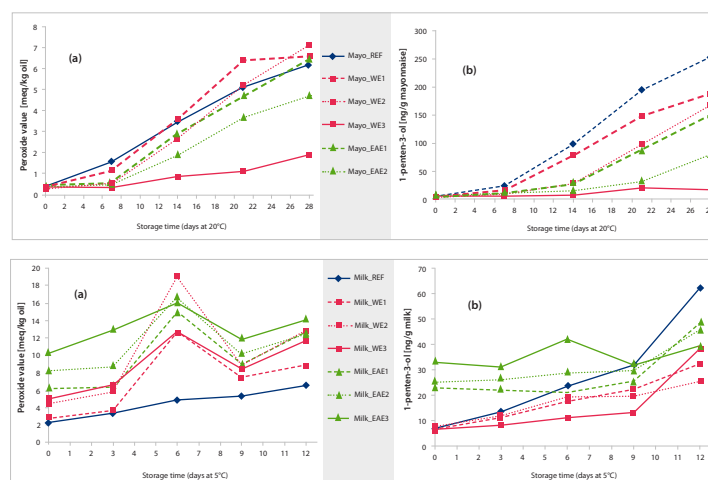 (a)
Peroxide value [meq/kg oil]
8
7
6
5
4
3
2
1
0
0 2 4 6 8 10 12 14 16 18 20 22 24 26 28
Storage time (days at 20°C)
Mayo_REF
Mayo_WE1
Mayo_WE2
Mayo_WE3
Mayo_EAE1
Mayo_EAE2
(b)
1-penten-3-ol [ng/g mayonnaise]
300
250
200
150
100
50
0
0 2 4 6 8 10 12 14 16 18 20 22 24 26
Storage time (days at 20°C)
(a)
Peroxide value [meq/kg oil]
20
18
16
14
12
10
8
6
4
2
0
0 1 2 3 4 5 6 7 8 9 10 11 12
Storage time (days at 5°C)
Milk_REF
Milk_WE1
Milk_WE2
Milk_WE3
Milk_EAE1
Milk_EAE2
Milk_EAE3
(b)
1-penten-3-ol [ng/g milk]
70
60
50
40
30
20
10
0
0 1 2 3 4 5 6 7 8 9 10 11 12
Storage time (days at 5°C)